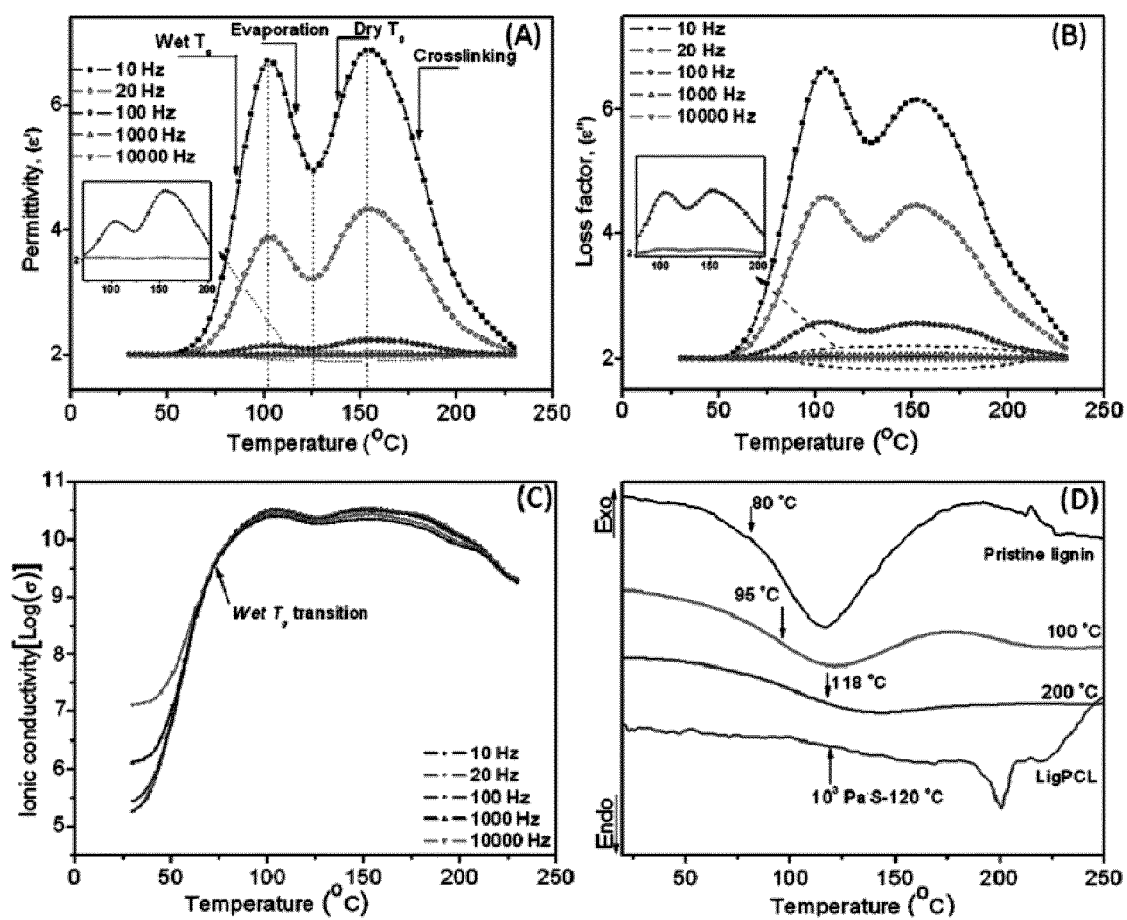 (A)
Evaporation
Dry Tg
Wet Tg
Crosslinking
10 Hz
20 Hz
100 Hz
1000 Hz
10000 Hz
Permittivity, (ε')
6
4
2
2
100 150 200
0 50 100 150 200 250
Temperature (°C)
(B)
10 Hz
20 Hz
100 Hz
1000 Hz
10000 Hz
Loss factor, (ε")
6
4
2
2
100 150 200
0 50 100 150 200 250
Temperature (°C)
(C)
Ionic conductivity[Log(σ)]
11
10
9
8
7
6
5
Wet Tg transition
10 Hz
20 Hz
100 Hz
1000 Hz
10000 Hz
0 50 100 150 200 250
Temperature (°C)
(D)
Exo
80 °C
Pristine lignin
95 °C
100 °C
118 °C
200 °C
LigPCL
10³ Pa S-120 °C
Endo
50 100 150 200 250
Temperature (°C)